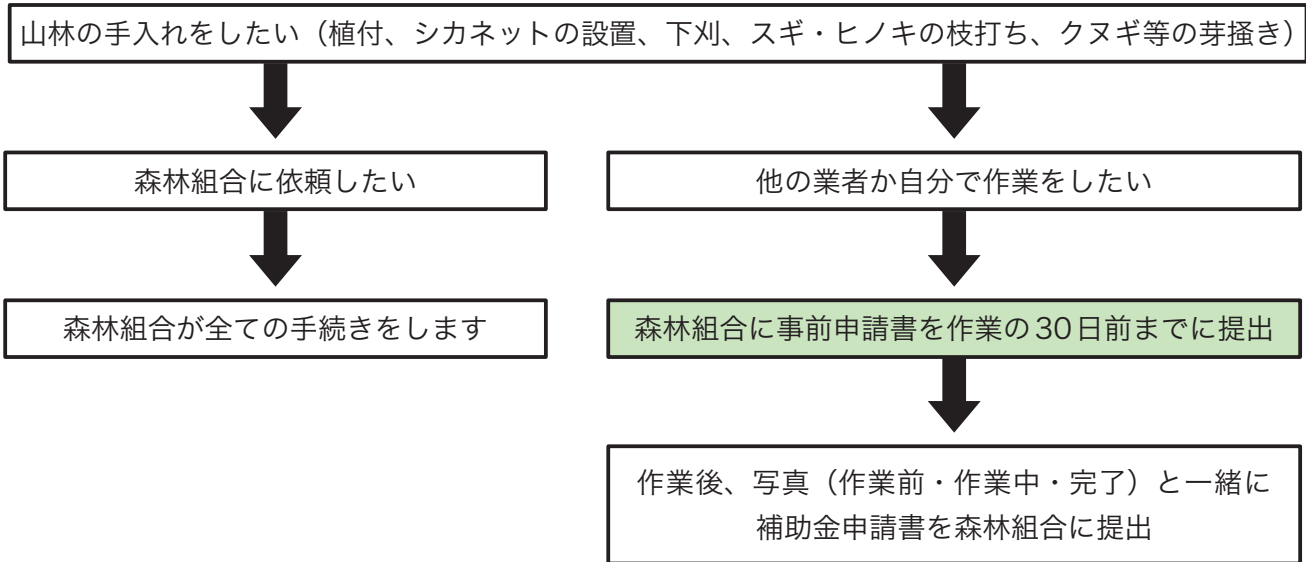 山林の手入れをしたい（植付、シカネットの設置、下刈、スギ・ヒノキの枝打ち、クヌギ等の芽掻き）
森林組合に依頼したい
他の業者か自分で作業をしたい
森林組合が全ての手続きをします
森林組合に事前申請書を作業の30日前までに提出
作業後、写真（作業前・作業中・完了）と一緒に
補助金申請書を森林組合に提出